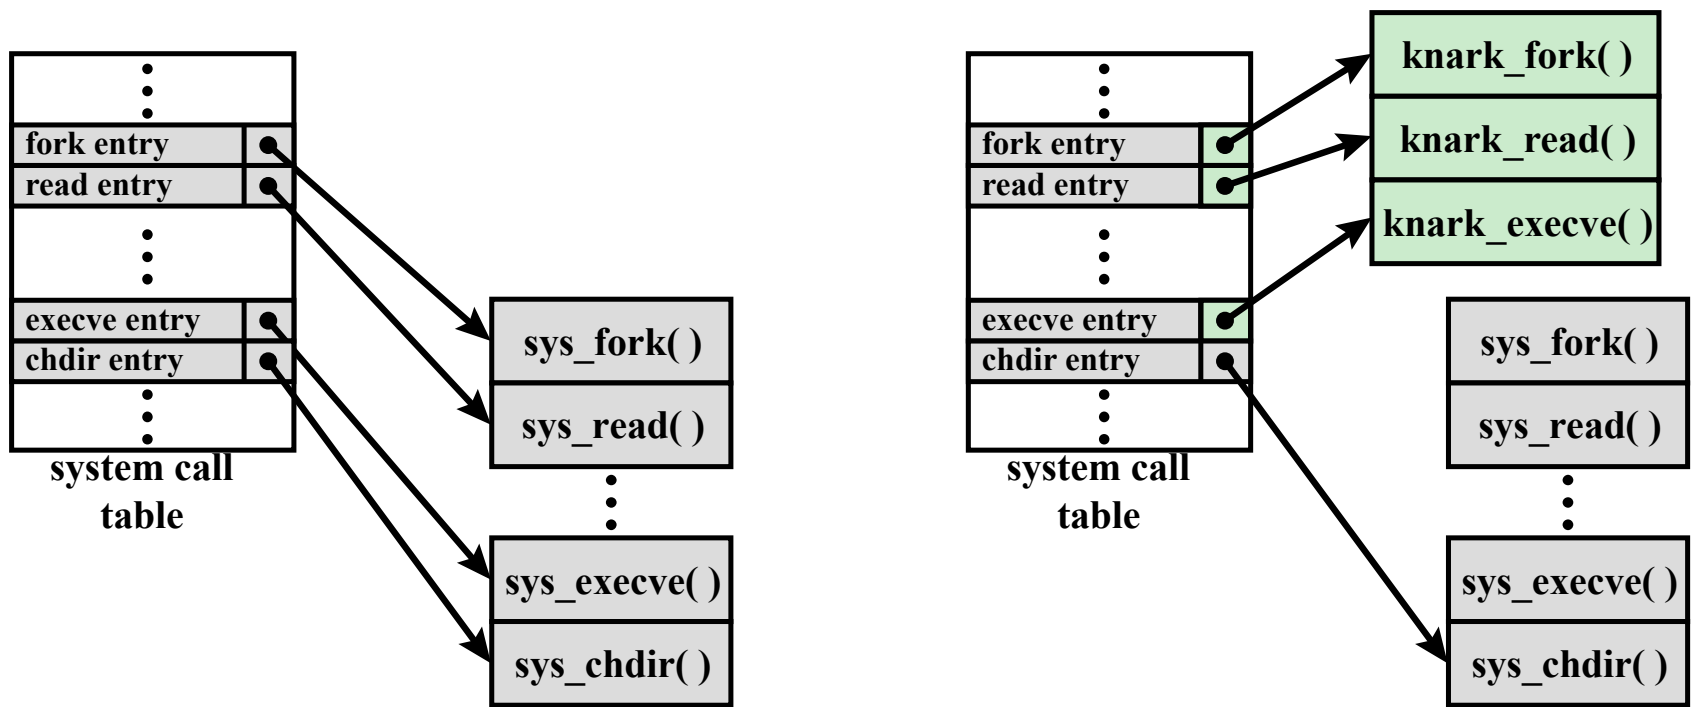 fork entry
read entry
execve entry
chdir entry
system call
table
sys_fork( )
sys_read( )
sys_execve( )
sys_chdir( )
fork entry
read entry
execve entry
chdir entry
system call
table
knark_fork( )
knark_read( )
knark_execve( )
sys_fork( )
sys_read( )
sys_execve( )
sys_chdir( )